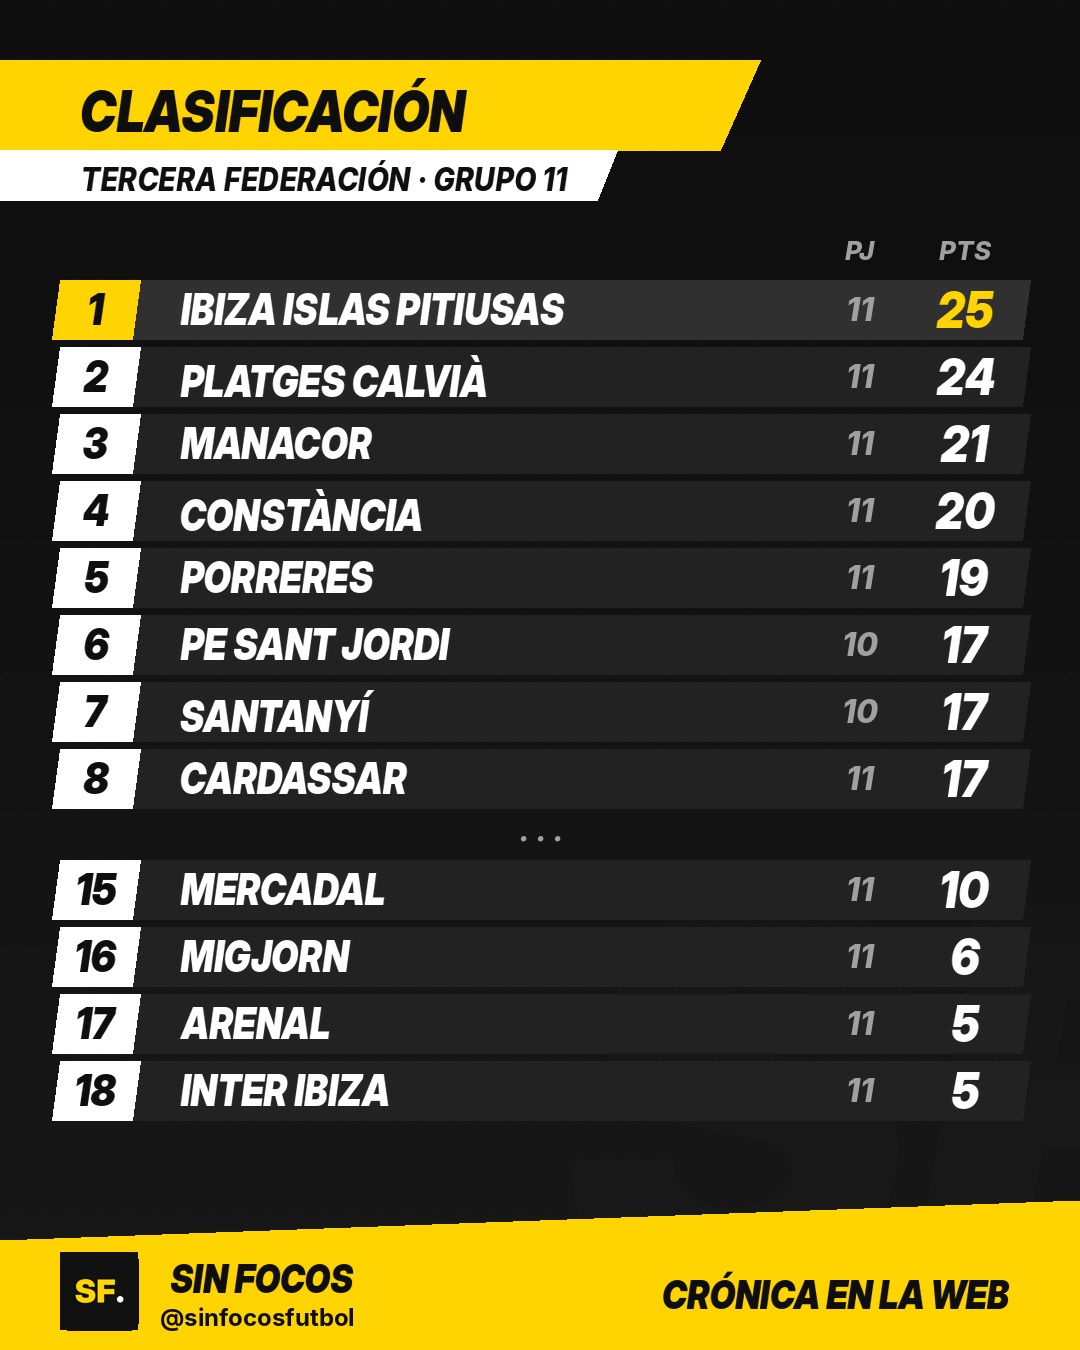 CLASIFICACIÓN
TERCERA FEDERACIÓN · GRUPO 11
PJ PTS
1 IBIZA ISLAS PITIUSAS 11 25
2 PLATGES CALVIÀ 11 24
3 MANACOR 11 21
4 CONSTÀNCIA 11 20
5 PORRERES 11 19
6 PE SANT JORDI 10 17
7 SANTANYÍ 10 17
8 CARDASSAR 11 17
...
15 MERCADAL 11 10
16 MIGJORN 11 6
17 ARENAL 11 5
18 INTER IBIZA 11 5
SF. SIN FOCOS
@sinfocosfutbol
CRÓNICA EN LA WEB